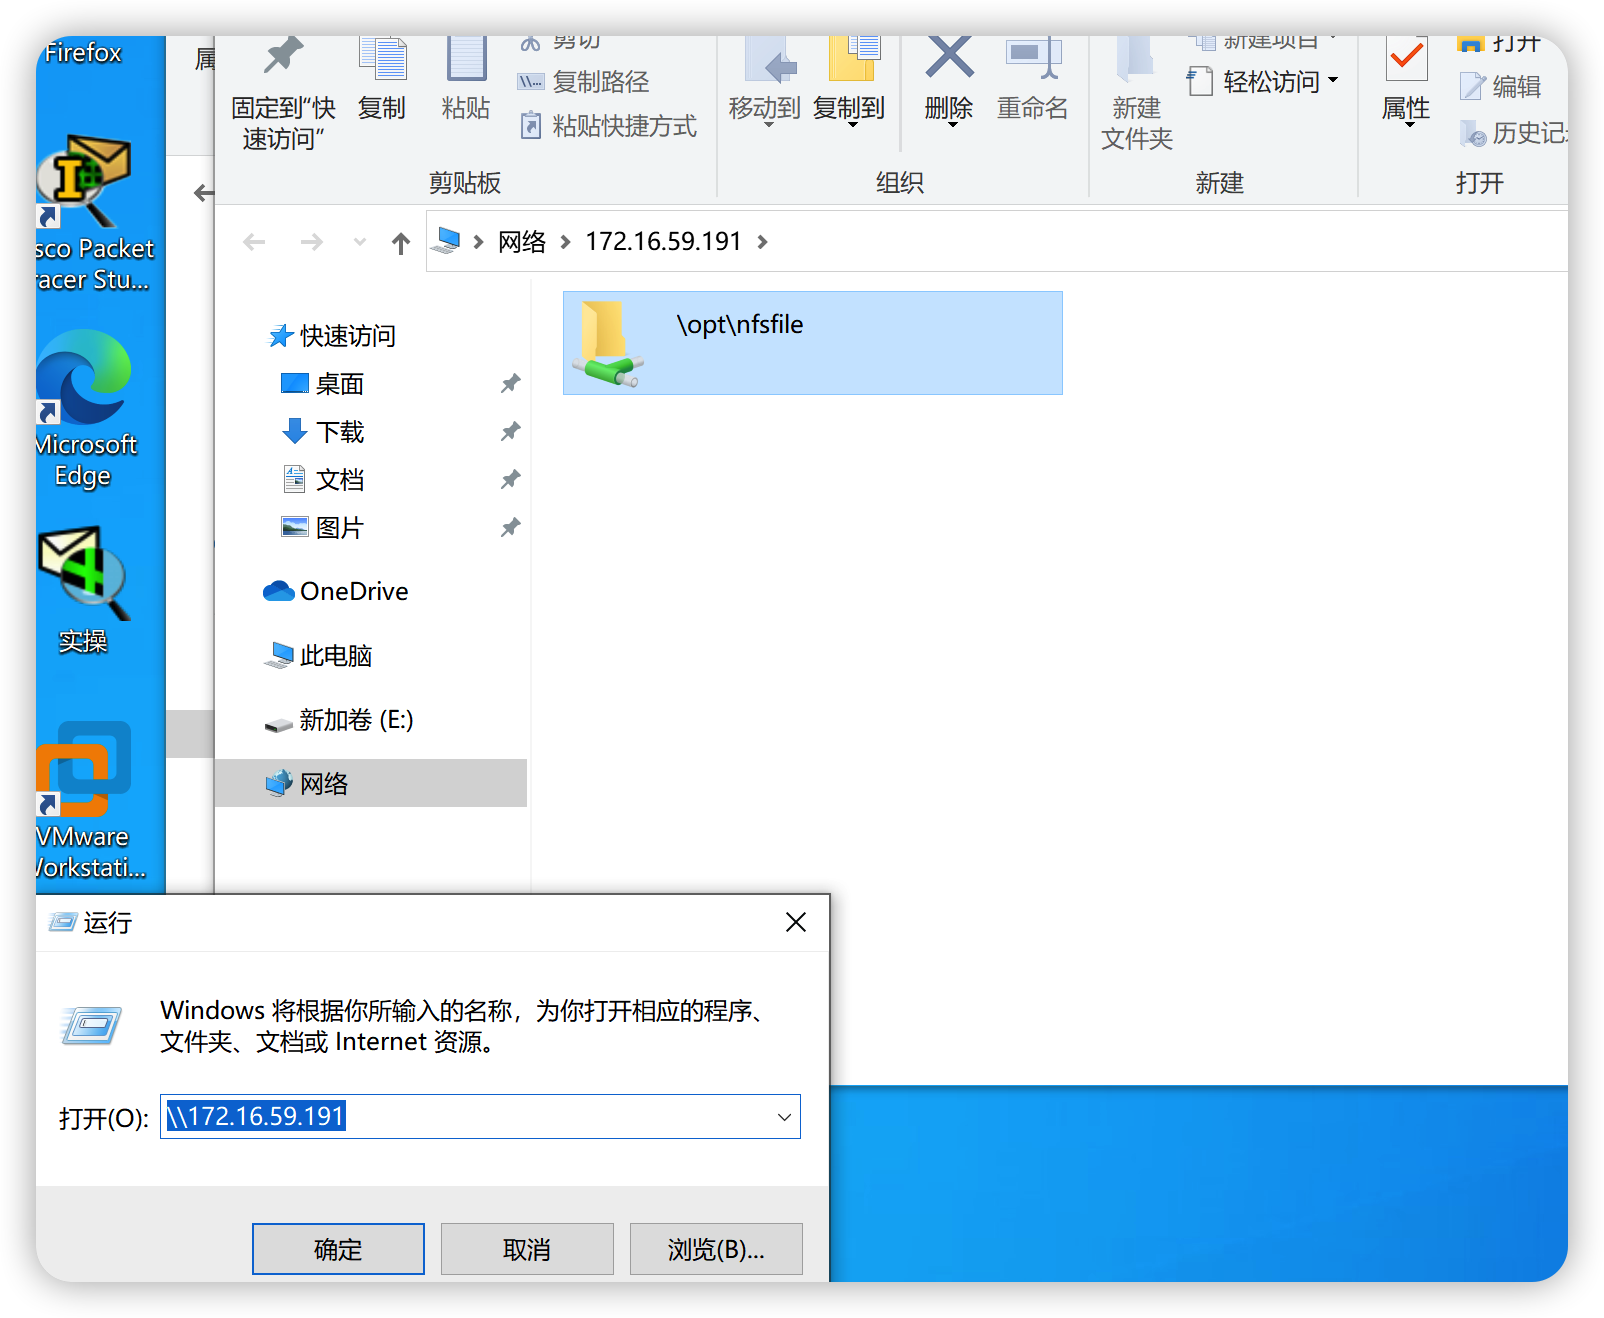 Firefox
属
固定到“快
速访问”
复制
粘贴
剪切
复制路径
粘贴快捷方式
剪贴板
移动到
复制到
删除
重命名
组织
新建
文件夹
新建项目
轻松访问
新建
属性
打开
编辑
历史记
打开
网络
172.16.59.191
sco Packet
racer Stu...
Microsoft
Edge
实操
VMware
Workstati...
快速访问
桌面
下载
文档
图片
OneDrive
此电脑
新加卷 (E:)
网络
\opt\nfsfile
运行
Windows 将根据你所输入的名称，为你打开相应的程序、
文件夹、文档或 Internet 资源。
打开(O):
\\172.16.59.191
确定
取消
浏览(B)...